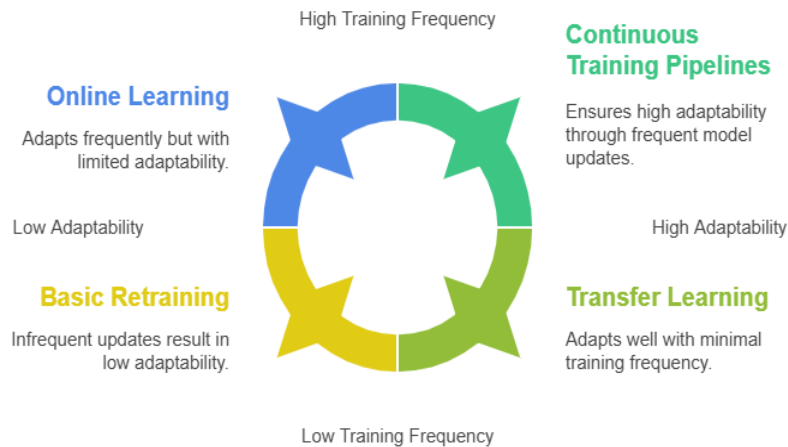 High Training Frequency
Continuous
Training Pipelines
Ensures high adaptability
through frequent model
updates.
Online Learning
Adapts frequently but with
limited adaptability.
Low Adaptability
High Adaptability
Basic Retraining
Infrequent updates result in
low adaptability.
Transfer Learning
Adapts well with minimal
training frequency.
Low Training Frequency